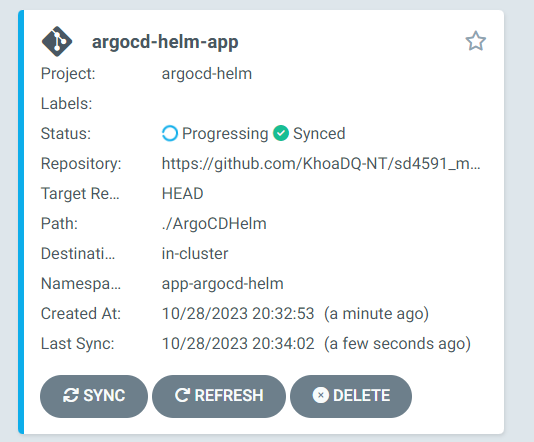 argocd-helm-app
Project: argocd-helm
Labels:
Status: Progressing Synced
Repository: https://github.com/KhoaDQ-NT/sd4591_m...
Target Re... HEAD
Path: ./ArgoCDHelm
Destinati... in-cluster
Namespa... app-argocd-helm
Created At: 10/28/2023 20:32:53 (a minute ago)
Last Sync: 10/28/2023 20:34:02 (a few seconds ago)
SYNC REFRESH DELETE